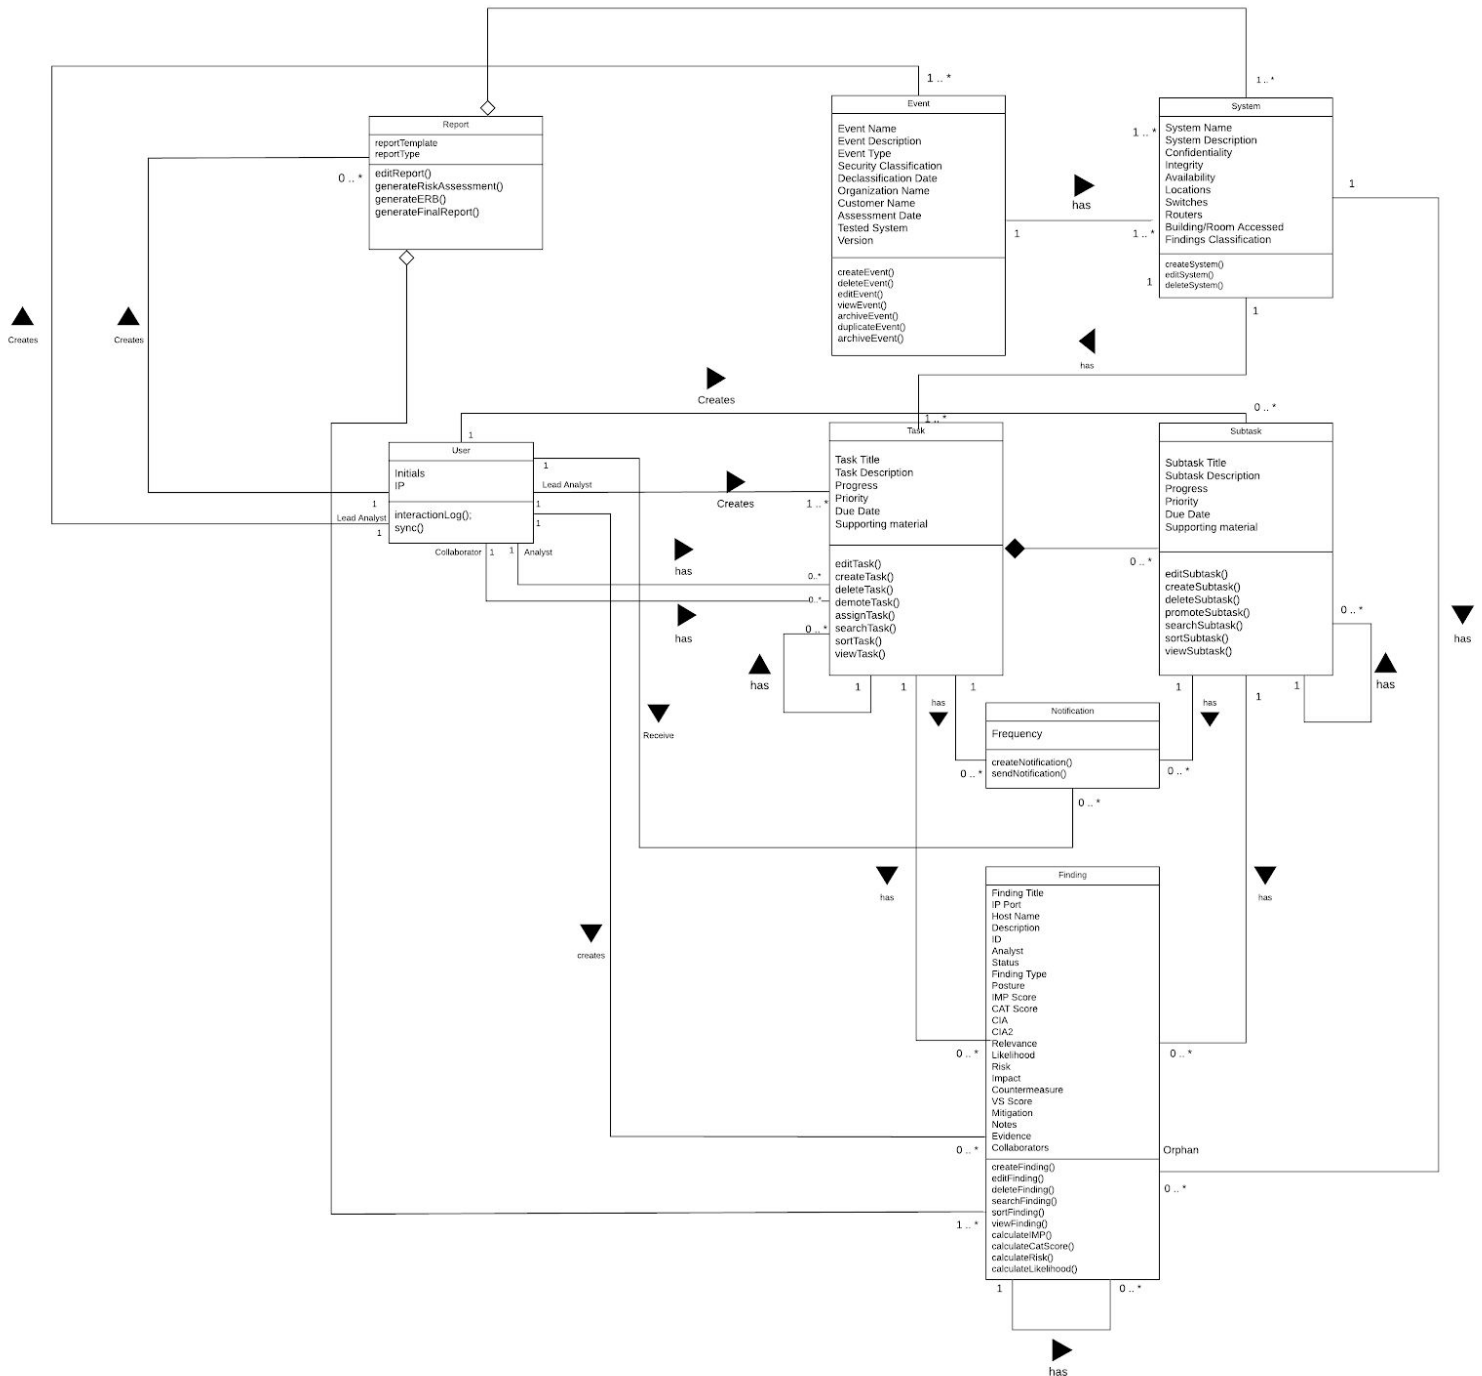 1 .. *
1 .. *
Report
reportTemplate
reportType
editReport()
generateRiskAssessment()
generateERB()
generateFinalReport()
0 .. *
Event
Event Name
Event Description
Event Type
Security Classification
Declassification Date
Organization Name
Customer Name
Assessment Date
Tested System
Version
createEvent()
deleteEvent()
editEvent()
viewEvent()
archiveEvent()
duplicateEvent()
archiveEvent()
has
1
1 .. *
1 .. *
1
System
System Name
System Description
Confidentiality
Integrity
Availability
Locations
Switches
Routers
Building/Room Accessed
Findings Classification
createSystem()
editSystem()
deleteSystem()
1
1
Creates
Creates
has
Creates
0 .. *
1
1 .. *
User
Initials
IP
interactionLog();
sync()
1
Lead Analyst
1
1
Lead Analyst
1
1
Collaborator
1
1
Analyst
Creates
1 .. *
has
0..*
has
0..*
0 .. *
has
Task
Task Title
Task Description
Progress
Priority
Due Date
Supporting material
editTask()
createTask()
deleteTask()
demoteTask()
assignTask()
searchTask()
sortTask()
viewTask()
0 .. *
Subtask
Subtask Title
Subtask Description
Progress
Priority
Due Date
Supporting material
editSubtask()
createSubtask()
deleteSubtask()
promoteSubtask()
searchSubtask()
sortSubtask()
viewSubtask()
0 .. *
has
has
1
1
1
has
1
has
1
1
Receive
Notification
Frequency
createNotification()
sendNotification()
0 .. *
0 .. *
0 .. *
has
has
creates
Finding
Finding Title
IP Port
Host Name
Description
ID
Analyst
Status
Finding Type
Posture
IMP Score
CAT Score
CIA
CIA2
Relevance
Likelihood
Risk
Impact
Countermeasure
VS Score
Mitigation
Notes
Evidence
Collaborators
createFinding()
editFinding()
deleteFinding()
searchFinding()
sortFinding()
viewFinding()
calculateIMP()
calculateCatScore()
calculateRisk()
calculateLikelihood()
0 .. *
0 .. *
0 .. *
Orphan
0 .. *
1 .. *
1
0 .. *
has